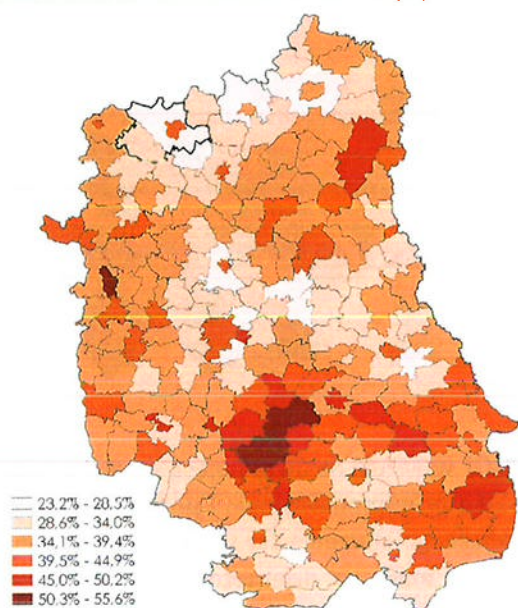 23.2% - 28.5%
28.6% - 34.0%
34.1% - 39.4%
39.5% - 44.9%
45.0% - 50.2%
50.3% - 55.6%